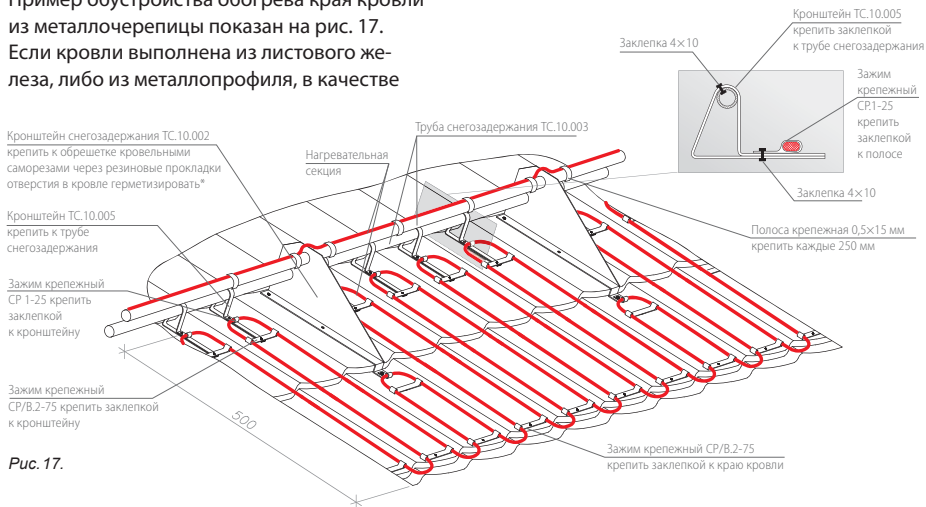 Пример обустройства обогрева края кровли
из металлочерепицы показан на рис. 17.
Если кровли выполнена из листового же-
леза, либо из металлопрофиля, в качестве
Кронштейн ТС.10.005
крепить заклепкой
к трубе снегозадержания
Заклепка 4×10
Зажим
крепежный
СР.1-25
крепить
заклепкой
к полосе
Заклепка 4×10
Кронштейн снегозадержания ТС.10.002
крепить к обрешетке кровельными
саморезами через резиновые прокладки
отверстия в кровле герметизировать*
Нагревательная
секция
Труба снегозадержания ТС.10.003
Полоса крепежная 0,5×15 мм
крепить каждые 250 мм
Кронштейн ТС.10.005
крепить к трубе
снегозадержания
Зажим крепежный
СР 1-25 крепить
заклепкой
к кронштейну
Зажим крепежный
СР/В.2-75 крепить заклепкой
к кронштейну
500
Зажим крепежный СР/В.2-75
крепить заклепкой к краю кровли
Рис. 17.